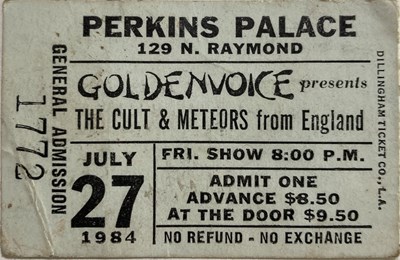 PERKINS PALACE
129 N. RAYMOND
GOLDENVOICE presents
THE CULT & METEORS from England
JULY
27
1984
FRI. SHOW 8:00 P.M.
ADMIT ONE
ADVANCE $8.50
AT THE DOOR $9.50
NO REFUND - NO EXCHANGE
GENERAL ADMISSION
1772
DILLINGHAM TICKET CO., L.A.